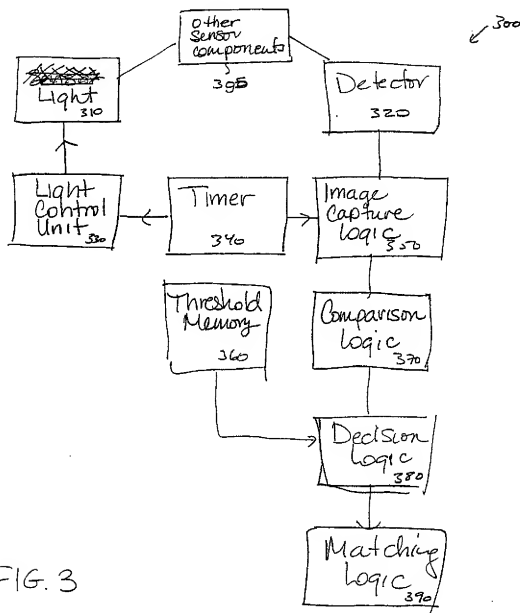 300
Other
Sensor
components
395
Light
310
Detector
320
Light
Control
Unit
330
Timer
340
Image
Capture
Logic
350
Threshold
Memory
360
Comparison
Logic
370
Decision
Logic
380
Matching
Logic
390
FIG. 3